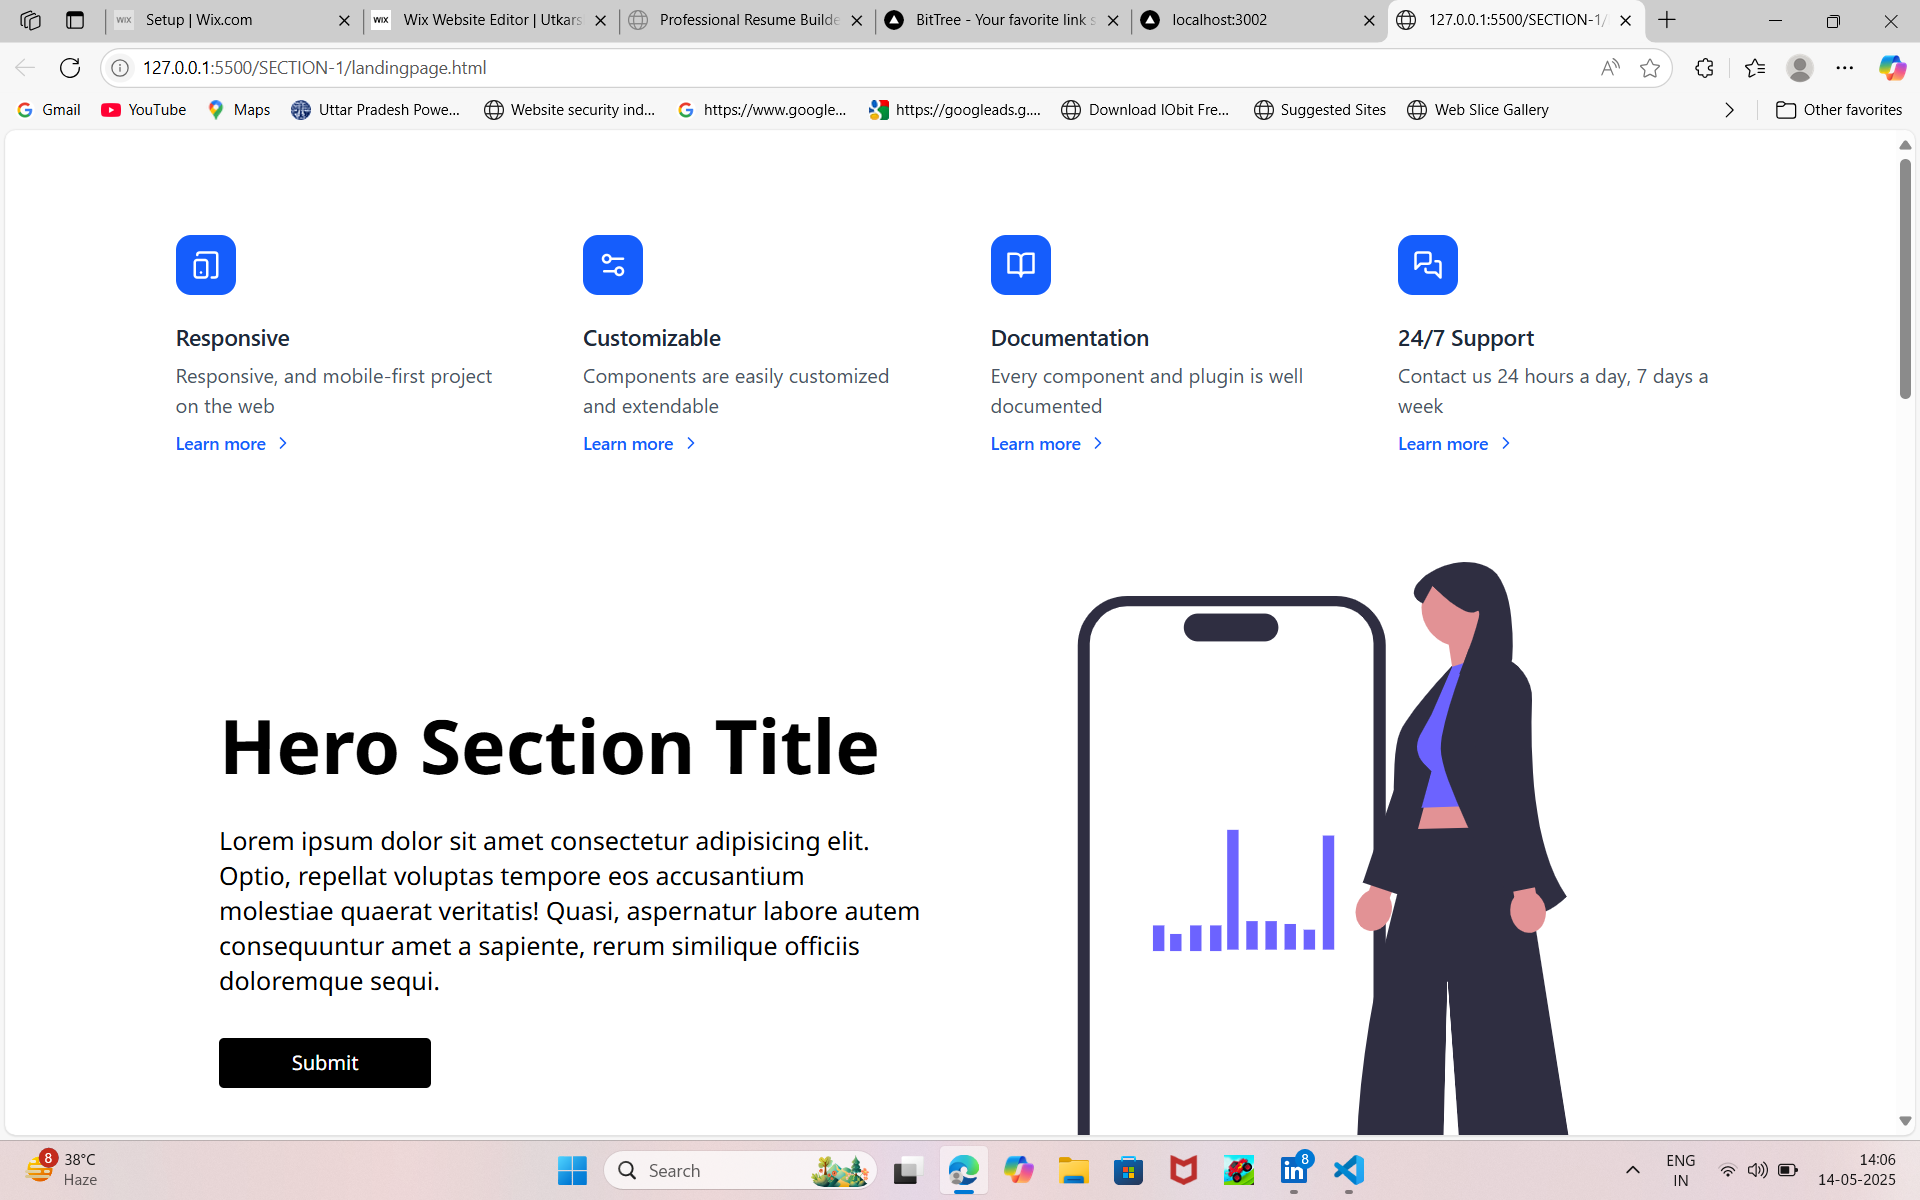 Setup | Wix.com
WIX Wix Website Editor | Utkars
Professional Resume Builde
BitTree - Your favorite link s
localhost:3002
127.0.0.1:5500/SECTION-1/
127.0.0.1:5500/SECTION-1/landingpage.html
Gmail YouTube Maps Uttar Pradesh Powe... Website security ind... https://www.google... https://googleads.g.... Download IObit Fre... Suggested Sites Web Slice Gallery Other favorites
Responsive
Responsive, and mobile-first project
on the web
Learn more
Customizable
Components are easily customized
and extendable
Learn more
Documentation
Every component and plugin is well
documented
Learn more
24/7 Support
Contact us 24 hours a day, 7 days a
week
Learn more
Hero Section Title
Lorem ipsum dolor sit amet consectetur adipisicing elit.
Optio, repellat voluptas tempore eos accusantium
molestiae quaerat veritatis! Quasi, aspernatur labore autem
consequuntur amet a sapiente, rerum similique officiis
doloremque sequi.
Submit
8
38°C
Haze
Search
in 8
ENG
IN
14:06
14-05-2025